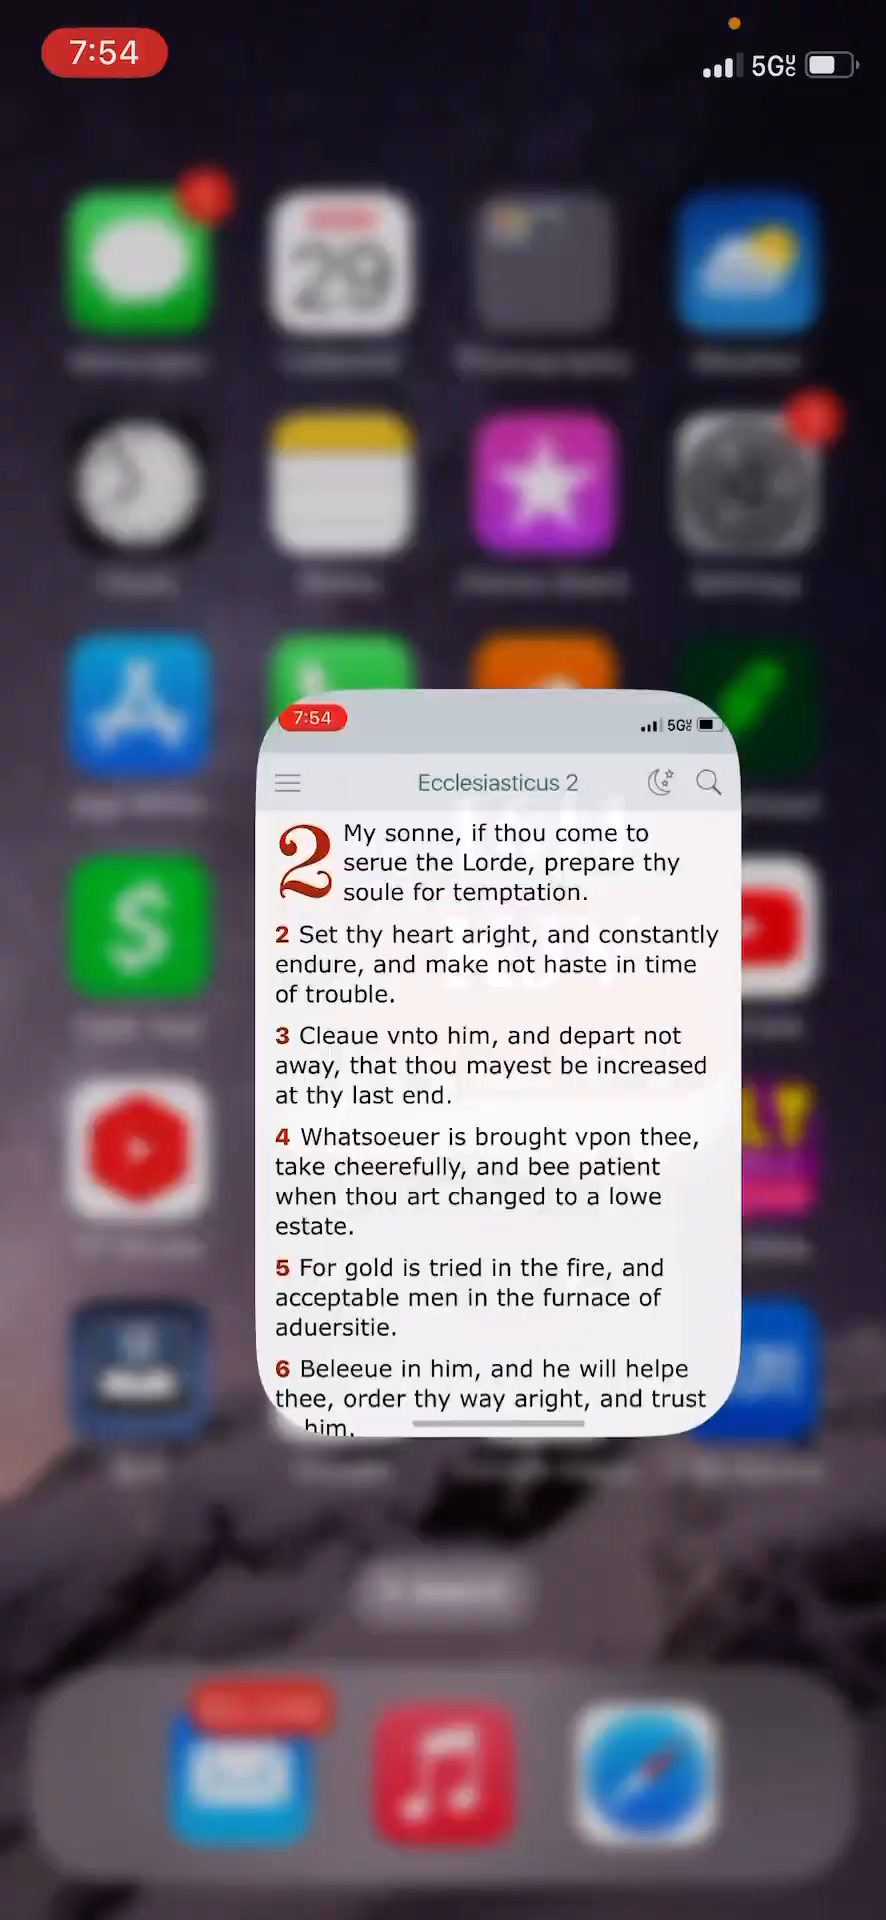 7:54
5GUC
29
7:54
5GUC
Ecclesiasticus 2
2 My sonne, if thou come to
serue the Lorde, prepare thy
soule for temptation.
2 Set thy heart aright, and constantly
endure, and make not haste in time
of trouble.
3 Cleaue vnto him, and depart not
away, that thou mayest be increased
at thy last end.
4 Whatsoeuer is brought vpon thee,
take cheerefully, and bee patient
when thou art changed to a lowe
estate.
5 For gold is tried in the fire, and
acceptable men in the furnace of
aduersitie.
6 Beleeue in him, and he will helpe
thee, order thy way aright, and trust
him.